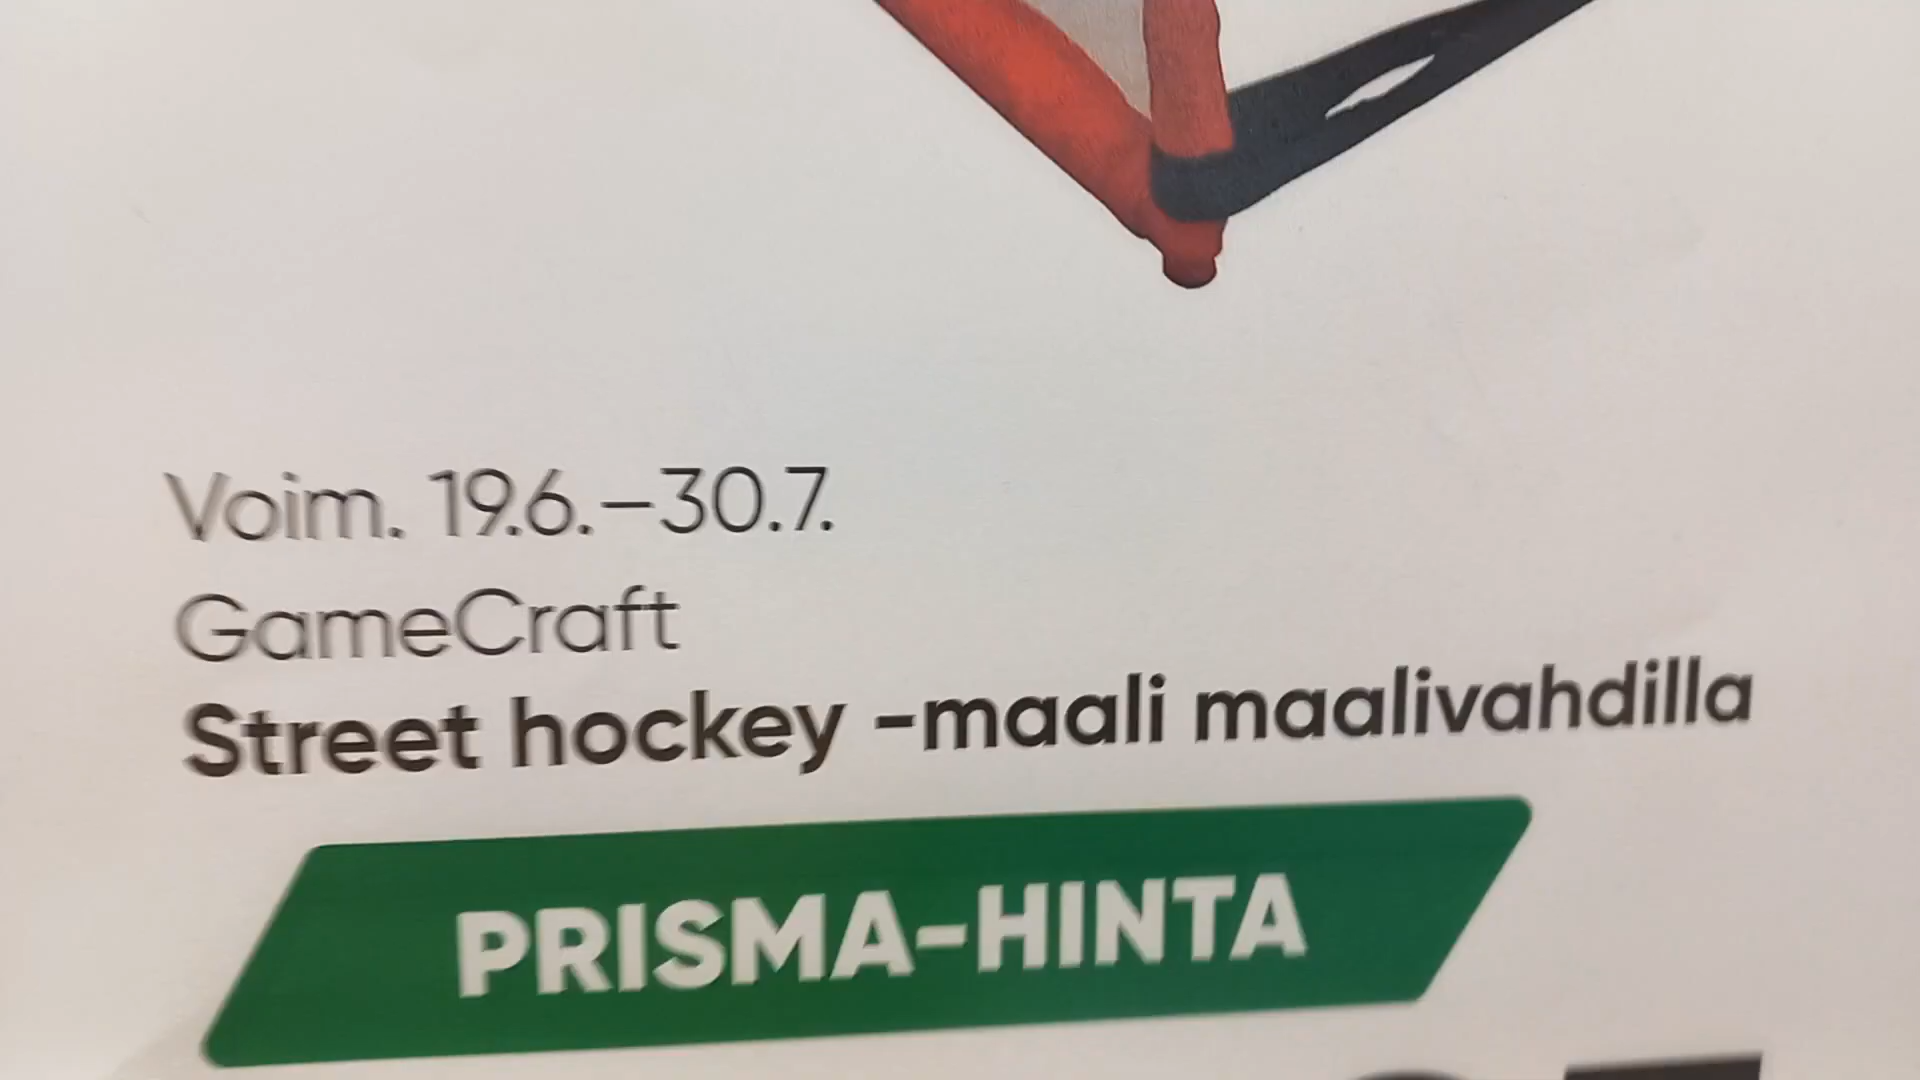 Voim. 19.6.–30.7.
GameCraft
Street hockey -maali maalivahdilla
PRISMA-HINTA